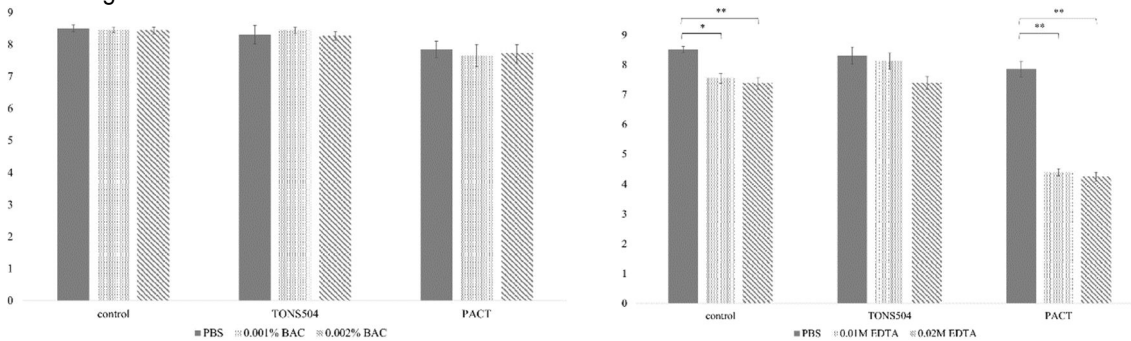 9
8
7
6
5
4
3
2
1
0
control
TONS504
PACT
PBS 0.001% BAC 0.002% BAC
** **
* **
9
8
7
6
5
4
3
2
1
0
control
TONS504
PACT
PBS 0.01M EDTA 0.02M EDTA